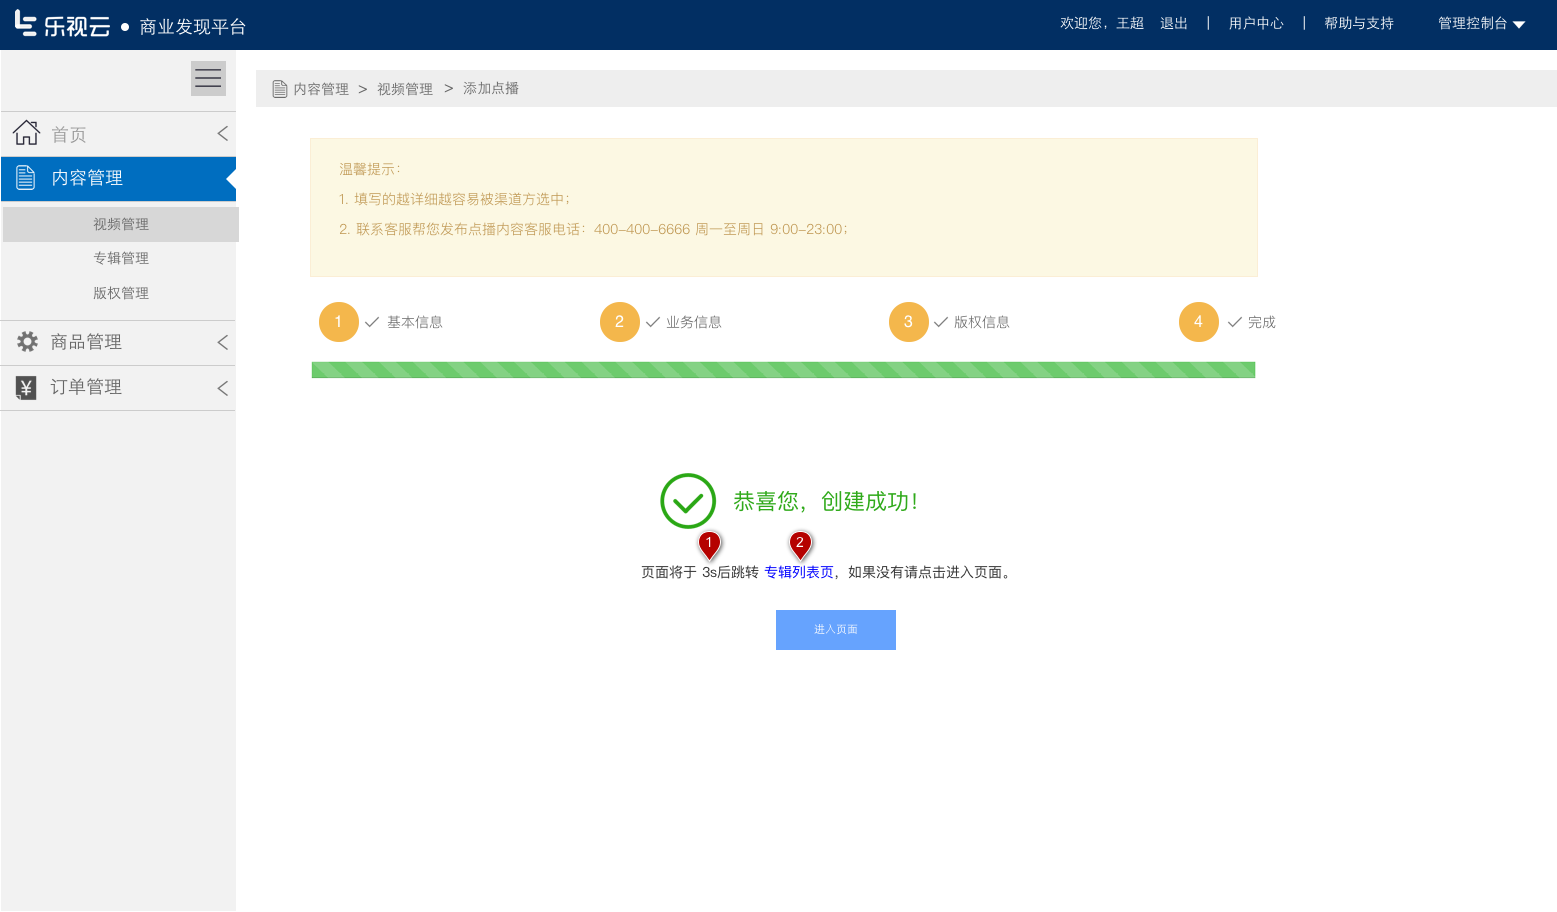 乐视云 ● 商业发现平台
欢迎您，王超 退出 | 用户中心 | 帮助与支持 管理控制台
首页
内容管理
视频管理
专辑管理
版权管理
商品管理
订单管理
内容管理 > 视频管理 > 添加点播
温馨提示：
1. 填写的越详细越容易被渠道方选中；
2. 联系客服帮您发布点播内容客服电话：400-400-6666 周一至周日 9:00-23:00；
1 基本信息 2 业务信息 3 版权信息 4 完成
恭喜您，创建成功！
1 2
页面将于 3s后跳转 专辑列表页，如果没有请点击进入页面。
进入页面